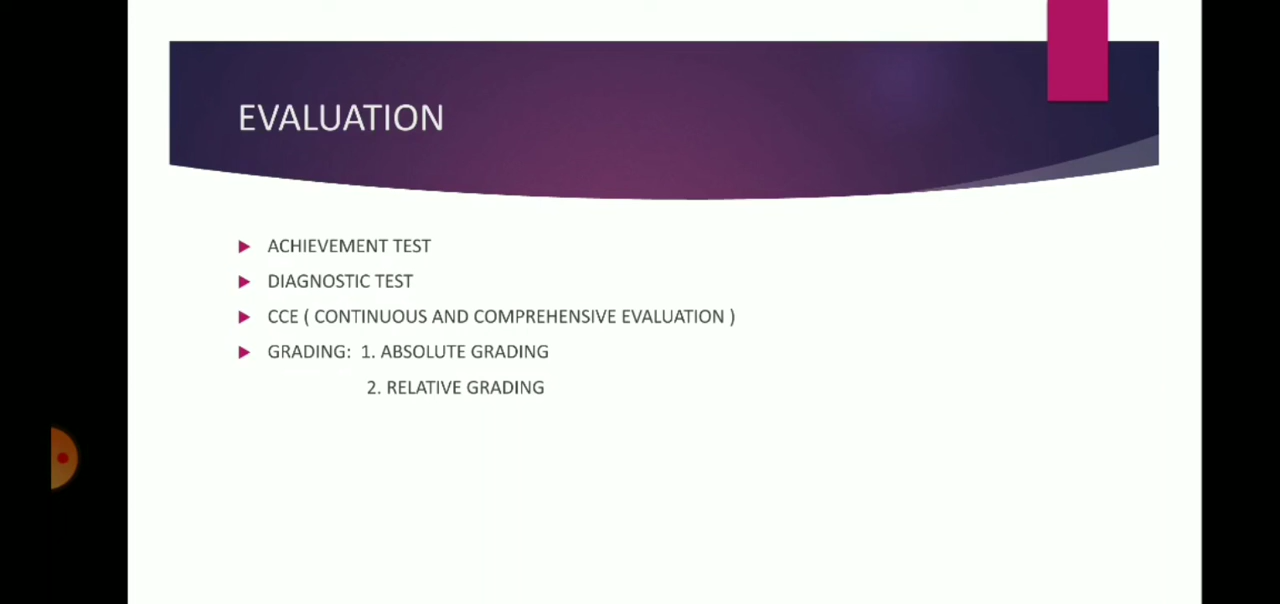 EVALUATION
ACHIEVEMENT TEST
DIAGNOSTIC TEST
CCE ( CONTINUOUS AND COMPREHENSIVE EVALUATION )
GRADING: 1. ABSOLUTE GRADING
2. RELATIVE GRADING